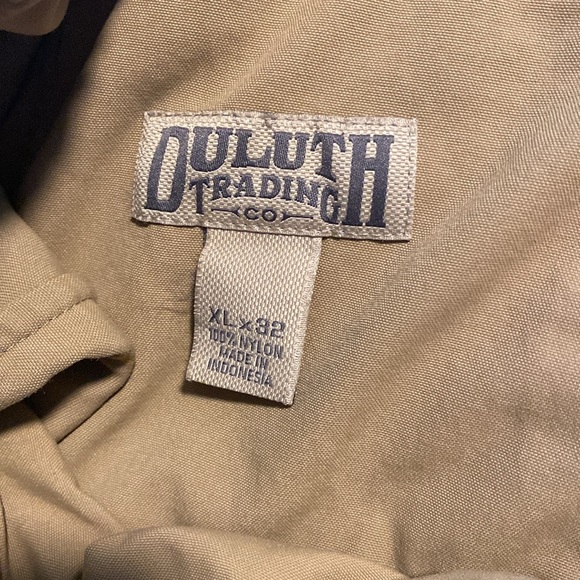 DULUTH
TRADING
CO
XL x 32
100% NYLON
MADE IN
INDONESIA